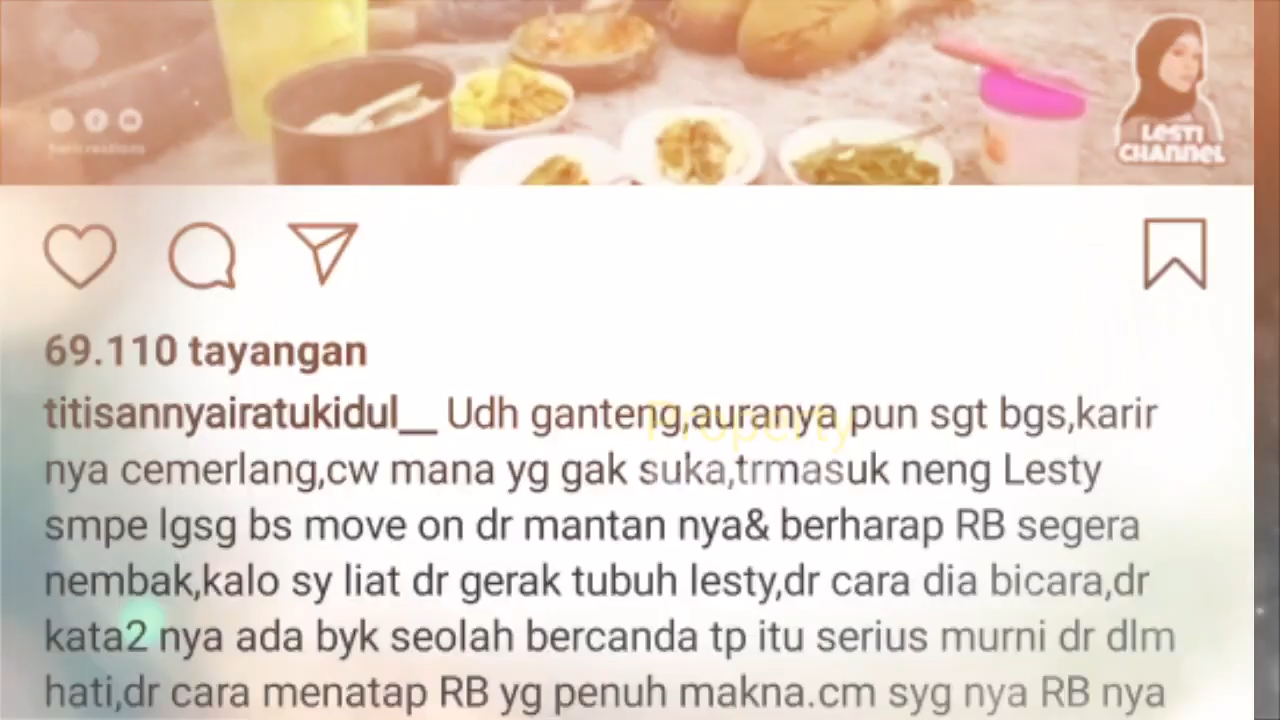 LESTI
CHANNEL
69.110 tayangan
titisannyairatukidul__ Udh ganteng,auranya pun sgt bgs,karir
Property
nya cemerlang,cw mana yg gak suka,trmasuk neng Lesty
smpe lgsg bs move on dr mantan nya& berharap RB segera
nembak,kalo sy liat dr gerak tubuh lesty,dr cara dia bicara,dr
kata2 nya ada byk seolah bercanda tp itu serius murni dr dlm
hati,dr cara menatap RB yg penuh makna.cm syg nya RB nya